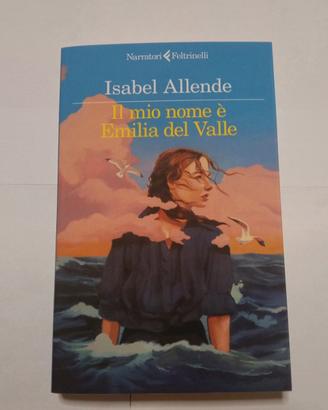 Narratori Feltrinelli
Isabel Allende
Il mio nome è
Emilia del Valle